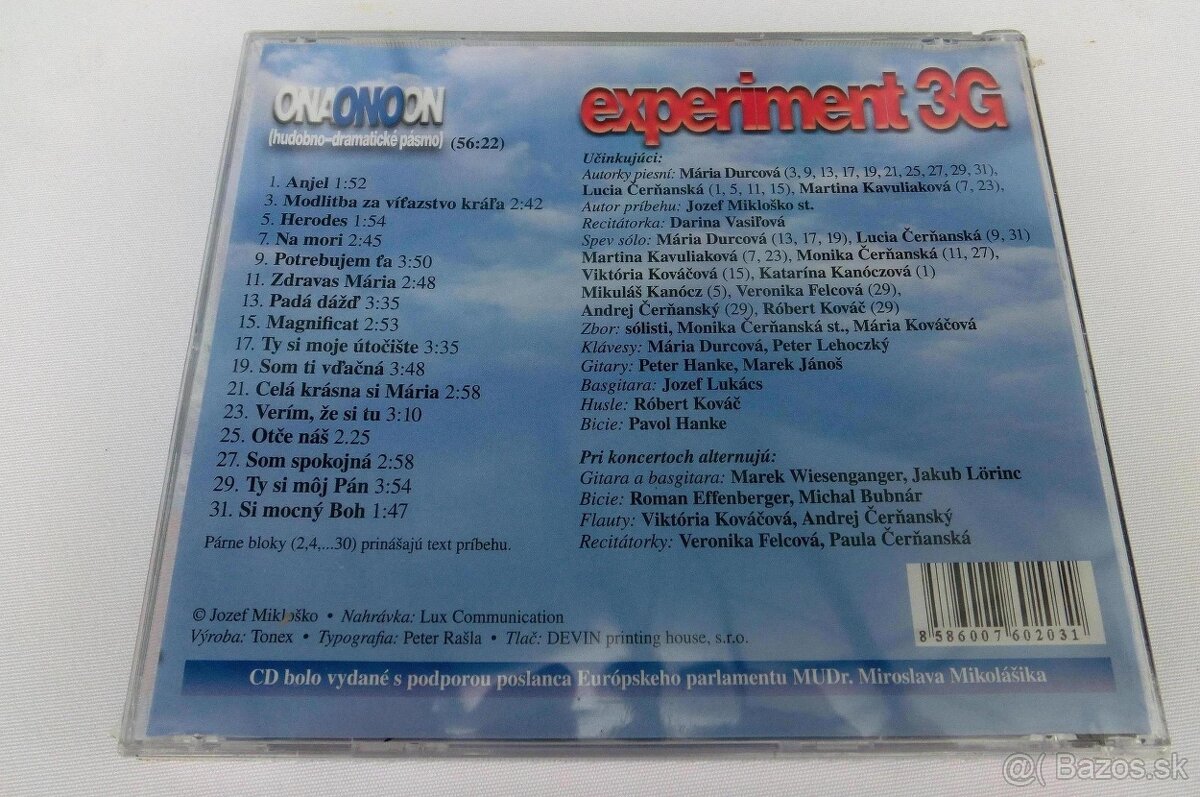 ONAONOON
(hudobno-dramatické pásmo) (56:22)
1. Anjel 1:52
3. Modlitba za víťazstvo kráľa 2:42
5. Herodes 1:54
7. Na mori 2:45
9. Potrebujem ťa 3:50
11. Zdravas Mária 2:48
13. Padá dážď 3:35
15. Magnificat 2:53
17. Ty si moje útočište 3:35
19. Som ti vďačná 3:48
21. Celá krásna si Mária 2:58
23. Verím, že si tu 3:10
25. Otče náš 2.25
27. Som spokojná 2:58
29. Ty si môj Pán 3:54
31. Si mocný Boh 1:47
Párne bloky (2,4,...30) prinášajú text príbehu.
experiment 3G
Učinkujúci:
Autorky piesní: Mária Durcová (3, 9, 13, 17, 19, 21, 25, 27, 29, 31),
Lucia Čerňanská (1, 5, 11, 15), Martina Kavuliaková (7, 23),
Autor príbehu: Jozef Mikloško st.
Recitátorka: Darina Vasiľová
Spev sólo: Mária Durcová (13, 17, 19), Lucia Čerňanská (9, 31)
Martina Kavuliaková (7, 23), Monika Čerňanská (11, 27),
Viktória Kováčová (15), Katarína Kanóczová (1)
Mikuláš Kanócz (5), Veronika Felcová (29),
Andrej Čerňanský (29), Róbert Kováč (29)
Zbor: sólisti, Monika Čerňanská st., Mária Kováčová
Klávesy: Mária Durcová, Peter Lehoczký
Gitary: Peter Hanke, Marek Jánoš
Basgitara: Jozef Lukács
Husle: Róbert Kováč
Bicie: Pavol Hanke
Pri koncertoch alternujú:
Gitara a basgitara: Marek Wiesenganger, Jakub Lörinc
Bicie: Roman Effenberger, Michal Bubnár
Flauty: Viktória Kováčová, Andrej Čerňanský
Recitátorky: Veronika Felcová, Paula Čerňanská
8 586007 602031
© Jozef Mikloško • Nahrávka: Lux Communication
Výroba: Tonex • Typografia: Peter Rašla • Tlač: DEVIN printing house, s.r.o.
CD bolo vydané s podporou poslanca Európskeho parlamentu MUDr. Miroslava Mikolášika
@( Bazos.sk